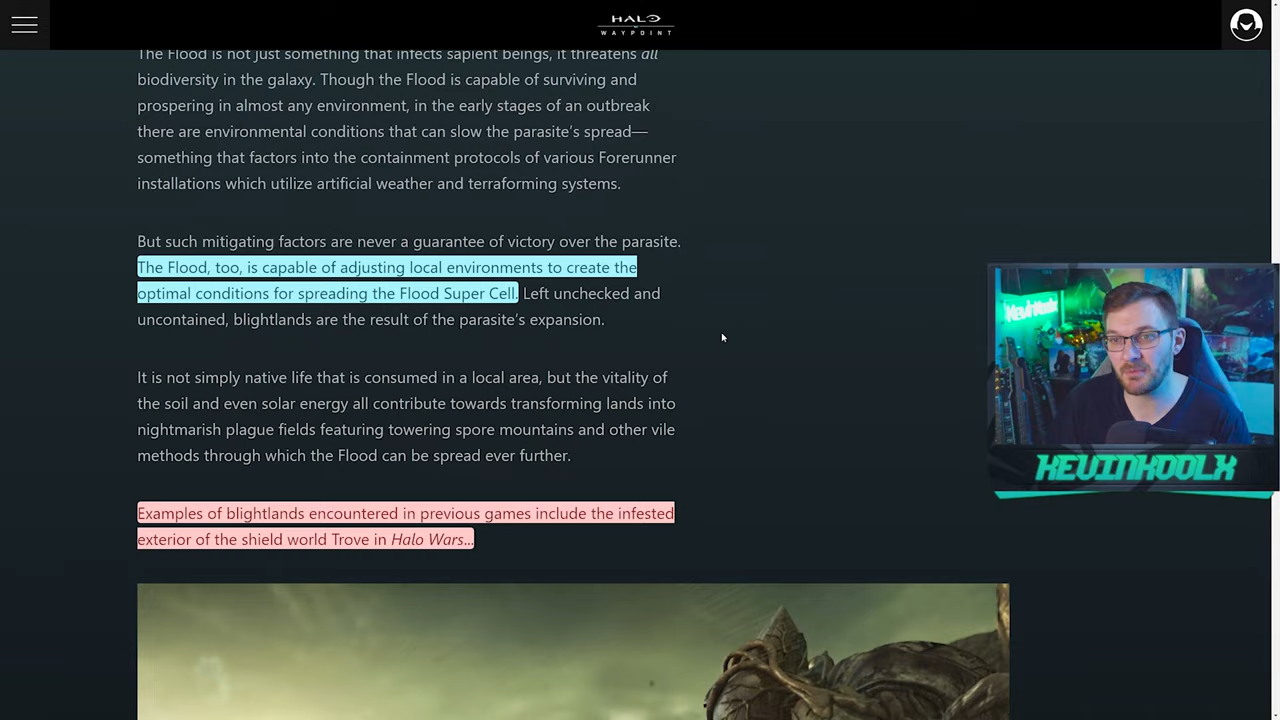 HALO
WAYPOINT
The Flood is not just something that infects sapient beings, it threatens all
biodiversity in the galaxy. Though the Flood is capable of surviving and
prospering in almost any environment, in the early stages of an outbreak
there are environmental conditions that can slow the parasite’s spread—
something that factors into the containment protocols of various Forerunner
installations which utilize artificial weather and terraforming systems.
But such mitigating factors are never a guarantee of victory over the parasite.
The Flood, too, is capable of adjusting local environments to create the
optimal conditions for spreading the Flood Super Cell. Left unchecked and
uncontained, blightlands are the result of the parasite’s expansion.
It is not simply native life that is consumed in a local area, but the vitality of
the soil and even solar energy all contribute towards transforming lands into
nightmarish plague fields featuring towering spore mountains and other vile
methods through which the Flood can be spread ever further.
Examples of blightlands encountered in previous games include the infested
exterior of the shield world Trove in Halo Wars...
KevinKoolx
KEVINKOOLX